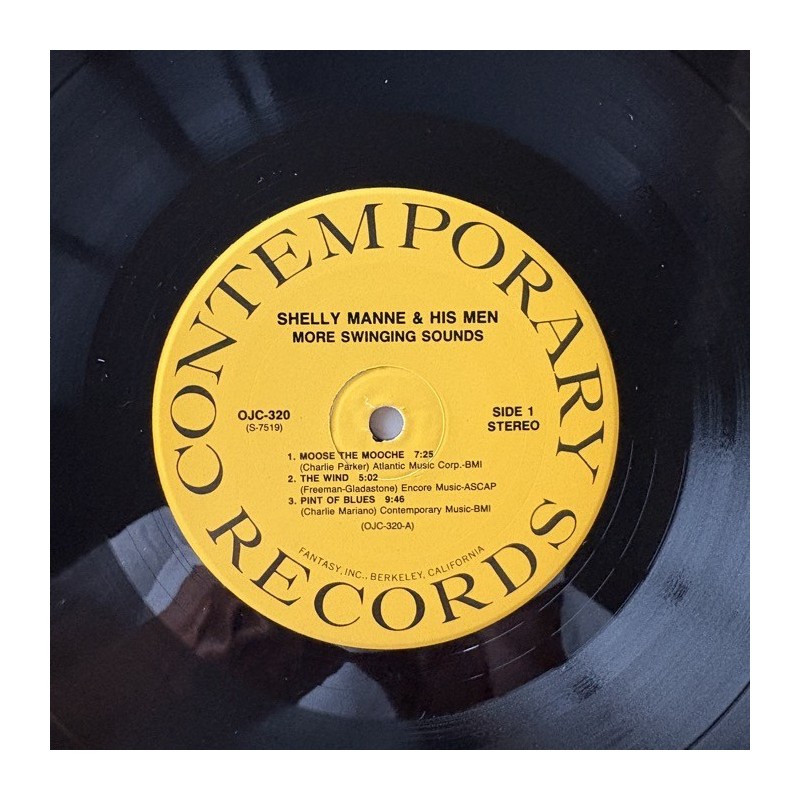 CONTEMPORARY
SHELLY MANNE & HIS MEN
MORE SWINGING SOUNDS
OJC-320
(S-7519)
SIDE 1
STEREO
1. MOOSE THE MOOCHE 7:25
(Charlie Parker) Atlantic Music Corp.-BMI
2. THE WIND 5:02
(Freeman-Gladastone) Encore Music-ASCAP
3. PINT OF BLUES 9:46
(Charlie Mariano) Contemporary Music-BMI
(OJC-320-A)
FANTASY, INC., BERKELEY, CALIFORNIA
RECORDS